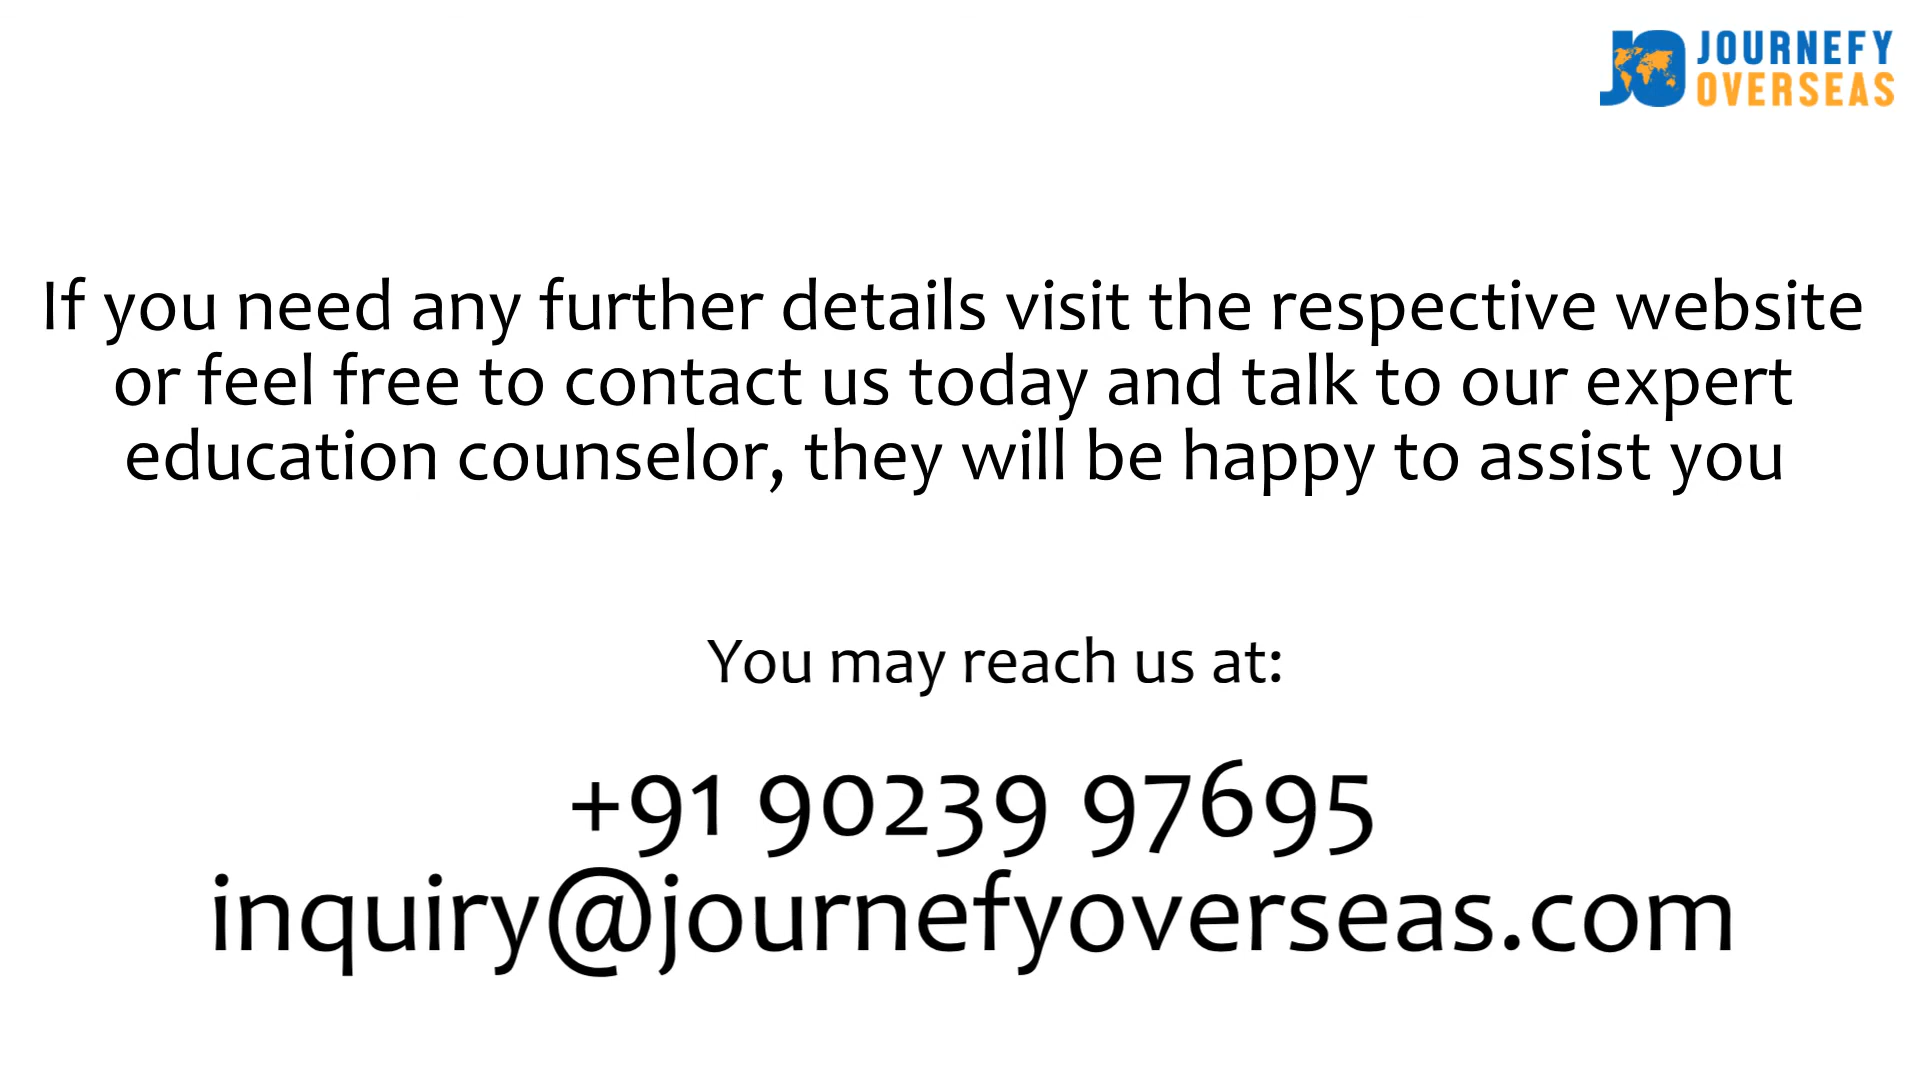 JOURNEFY
OVERSEAS
If you need any further details visit the respective website
or feel free to contact us today and talk to our expert
education counselor, they will be happy to assist you
You may reach us at:
+91 90239 97695
inquiry@journefyoverseas.com